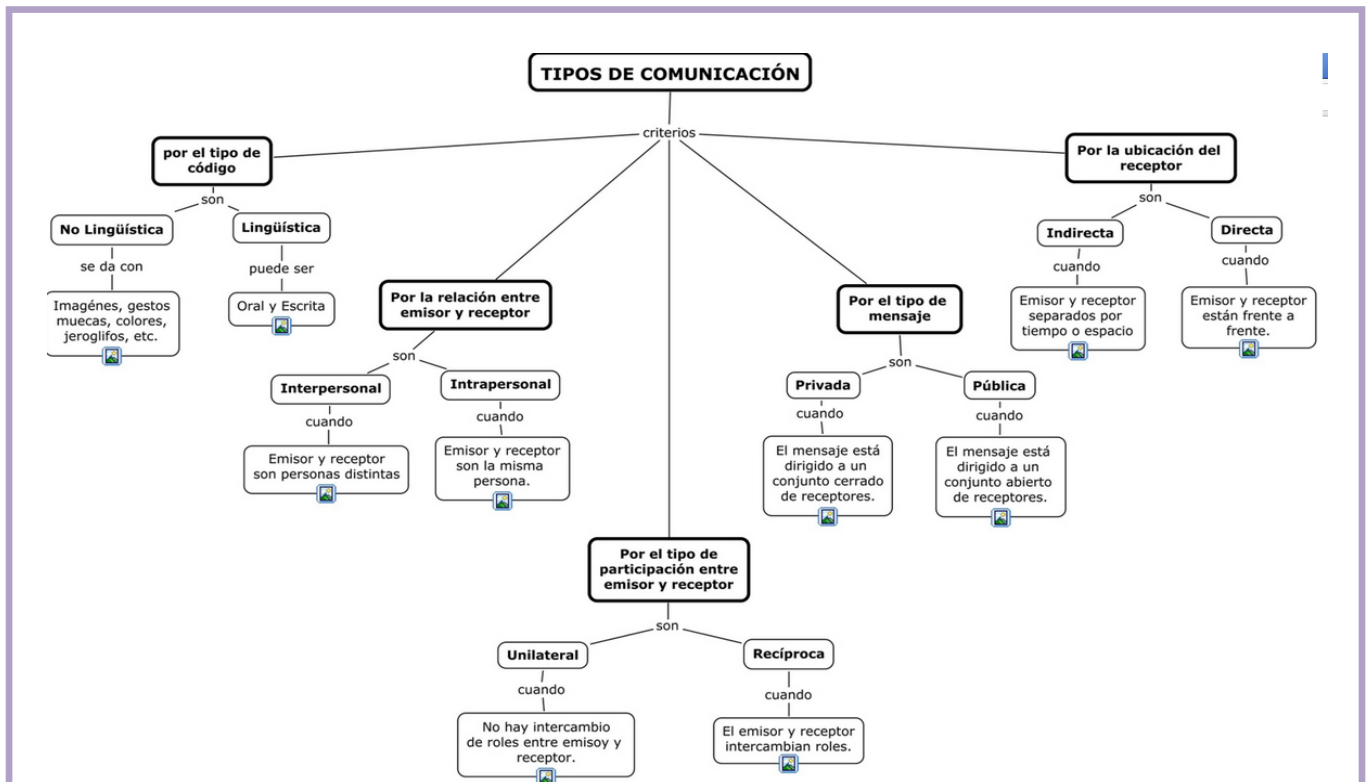 TIPOS DE COMUNICACIÓN
criterios
por el tipo de
código
son
No Lingüística
se da con
Imagénes, gestos
muecas, colores,
jeroglifos, etc.
Lingüística
puede ser
Oral y Escrita
Por la relación entre
emisor y receptor
son
Interpersonal
cuando
Emisor y receptor
son personas distintas
Intrapersonal
cuando
Emisor y receptor
son la misma
persona.
Por el tipo de
participación entre
emisor y receptor
son
Unilateral
cuando
No hay intercambio
de roles entre emisoy y
receptor.
Recíproca
cuando
El emisor y receptor
intercambian roles.
Por el tipo de
mensaje
son
Privada
cuando
El mensaje está
dirigido a un
conjunto cerrado
de receptores.
Pública
cuando
El mensaje está
dirigido a un
conjunto abierto
de receptores.
Por la ubicación del
receptor
son
Indirecta
cuando
Emisor y receptor
separados por
tiempo o espacio
Directa
cuando
Emisor y receptor
están frente a
frente.